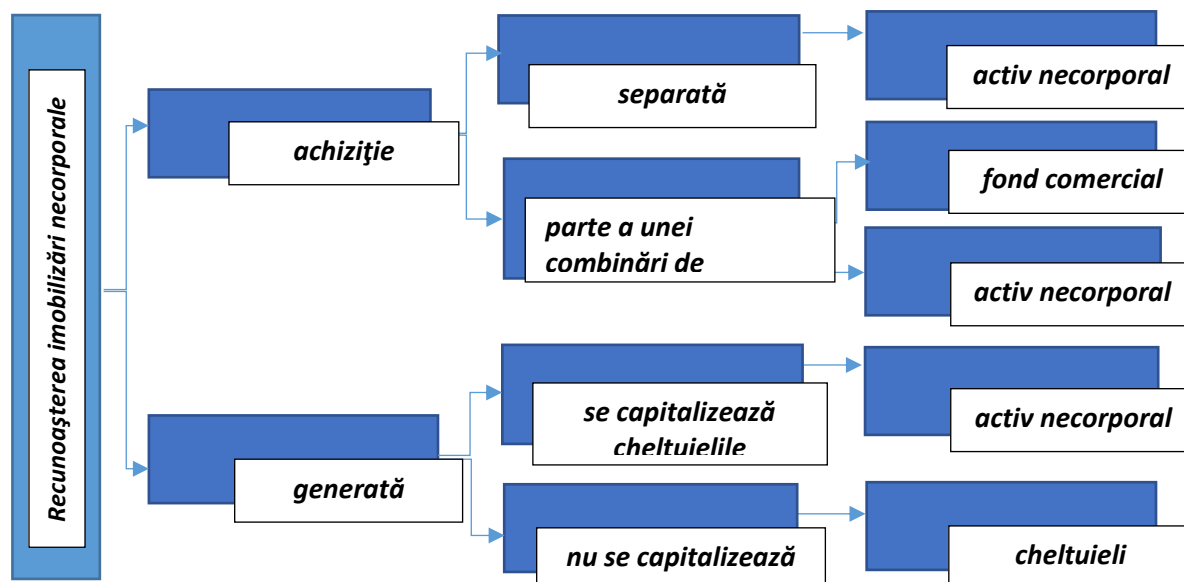 Recunoaşterea imobilizări necorporale
achiziţie
separată
activ necorporal
parte a unei
combinări de
fond comercial
activ necorporal
generată
se capitalizează
cheltuielile
activ necorporal
nu se capitalizează
cheltuieli